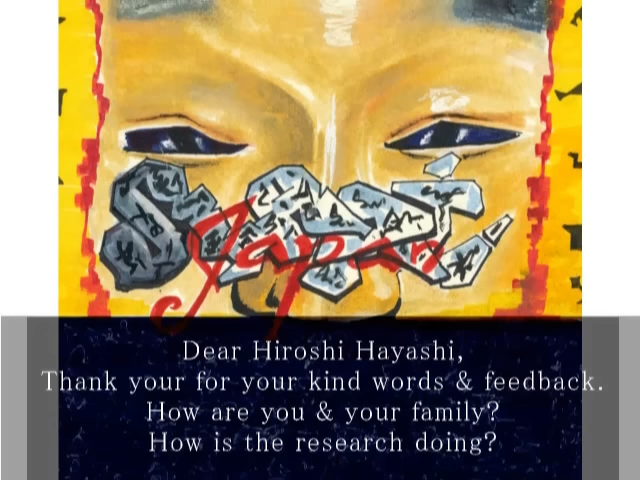 Japan
Dear Hiroshi Hayashi,
Thank your for your kind words & feedback.
How are you & your family?
How is the research doing?